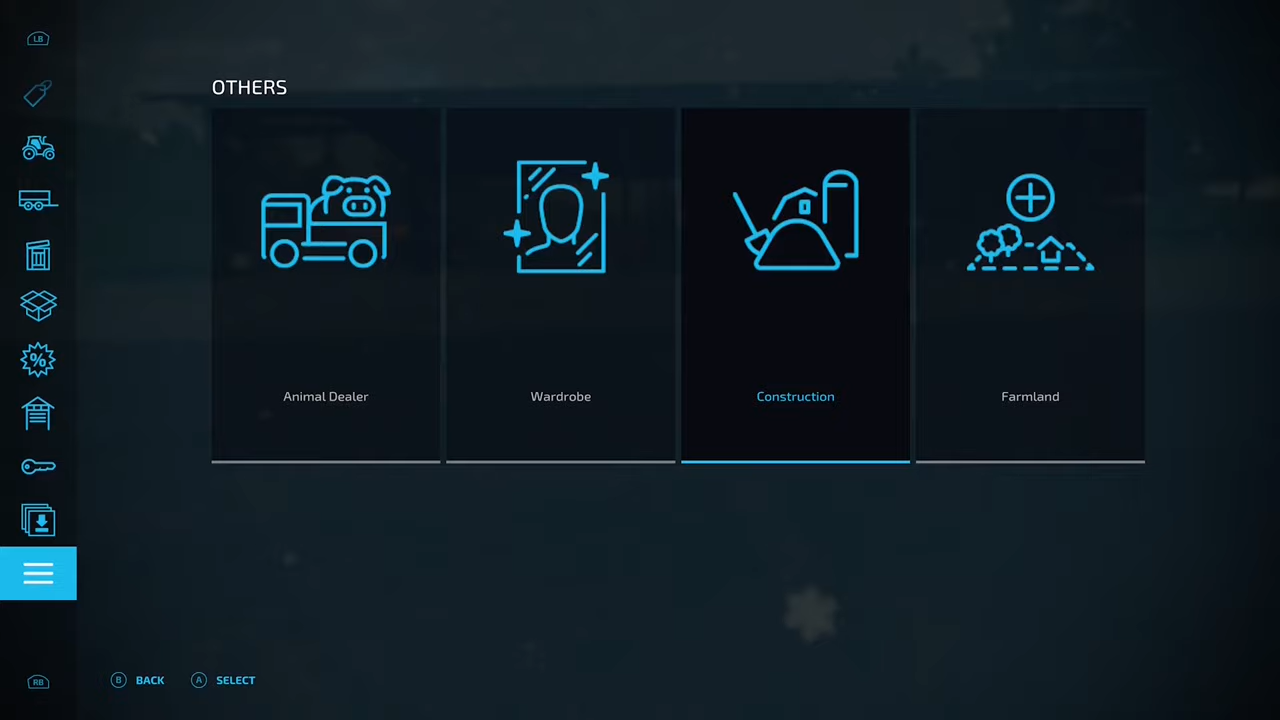 LB
OTHERS
%
Animal Dealer
Wardrobe
Construction
Farmland
RB
B BACK
A SELECT